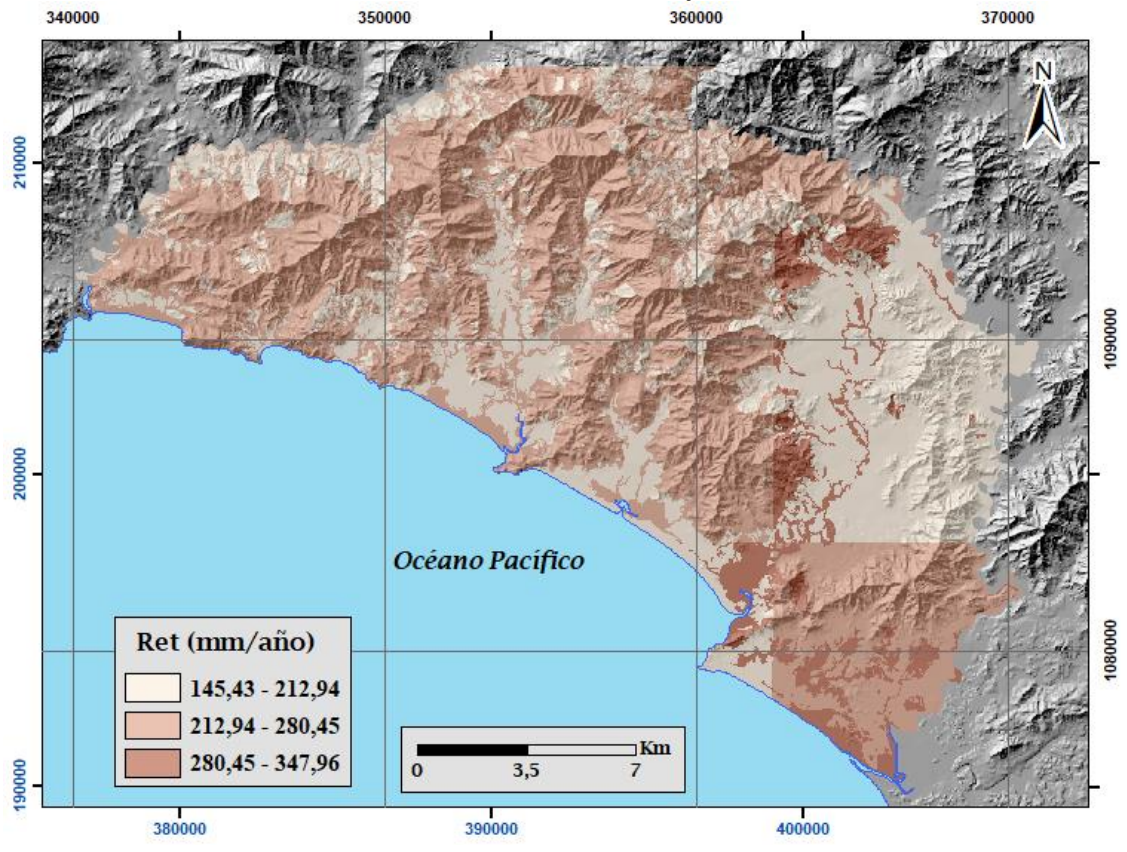 340000 350000 360000 370000
N
210000
1090000
200000
Océano Pacífico
Ret (mm/año)
145,43 - 212,94
212,94 - 280,45
280,45 - 347,96
Km
0 3,5 7
1080000
190000
380000 390000 400000